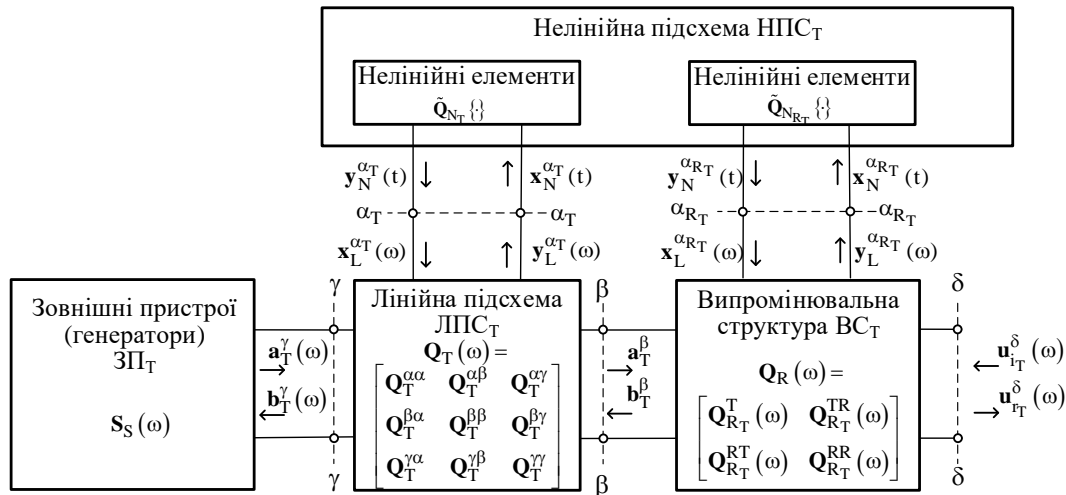 Нелінійна підсхема НПС_T
Нелінійні елементи
Q̃_{N_T}{·}
Нелінійні елементи
Q̃_{N_{R_T}}{·}
y_N^{α_T}(t) ↓ ↑ x_N^{α_T}(t)
y_N^{α_{R_T}}(t) ↓ ↑ x_N^{α_{R_T}}(t)
α_T α_T
α_{R_T} α_{R_T}
x_L^{α_T}(ω) ↓ ↑ y_L^{α_T}(ω)
x_L^{α_{R_T}}(ω) ↓ ↑ y_L^{α_{R_T}}(ω)
Зовнішні пристрої
(генератори)
ЗП_T
S_S(ω)
γ
a_T^γ(ω)
→
b_T^γ(ω)
←
γ
Лінійна підсхема
ЛПС_T
Q_T(ω) =
[Q_T^{αα} Q_T^{αβ} Q_T^{αγ}
Q_T^{βα} Q_T^{ββ} Q_T^{βγ}
Q_T^{γα} Q_T^{γβ} Q_T^{γγ}]
β
a_T^β
→
b_T^β
←
β
Випромінювальна
структура ВС_T
Q_R(ω) =
[Q_{R_T}^T(ω) Q_{R_T}^{TR}(ω)
Q_{R_T}^{RT}(ω) Q_{R_T}^{RR}(ω)]
δ
←
u_{i_T}^δ(ω)
u_{r_T}^δ(ω)
→
δ